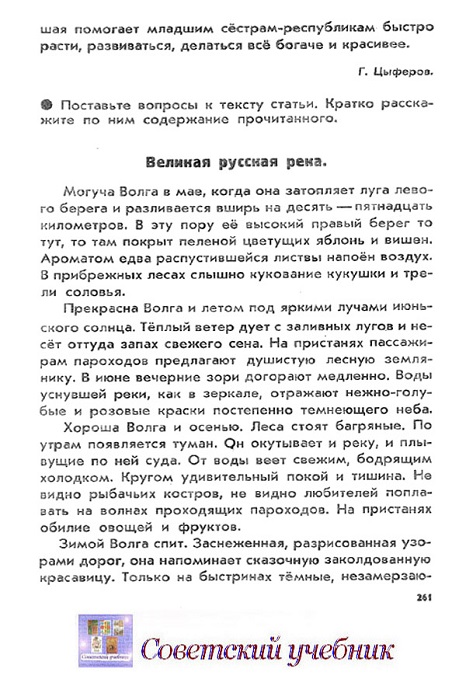 шая помогает младшим сёстрам-республикам быстро
расти, развиваться, делаться всё богаче и красивее.
Г. Цыферов.
● Поставьте вопросы к тексту статьи. Кратко расска-
жите по ним содержание прочитанного.
Великая русская река.
Могуча Волга в мае, когда она затопляет луга лево-
го берега и разливается вширь на десять — пятнадцать
километров. В эту пору её высокий правый берег то
тут, то там покрыт пеленой цветущих яблонь и вишен.
Ароматом едва распустившейся листвы напоён воздух.
В прибрежных лесах слышно кукование кукушки и тре-
ли соловья.
Прекрасна Волга и летом под яркими лучами июнь-
ского солнца. Тёплый ветер дует с заливных лугов и не-
сёт оттуда запах свежего сена. На пристанях пассажи-
рам пароходов предлагают душистую лесную земля-
нику. В июне вечерние зори догорают медленно. Воды
уснувшей реки, как в зеркале, отражают нежно-голу-
бые и розовые краски постепенно темнеющего неба.
Хороша Волга и осенью. Леса стоят багряные. По
утрам появляется туман. Он окутывает и реку, и плы-
вущие по ней суда. От воды веет свежим, бодрящим
холодком. Кругом удивительный покой и тишина. Не
видно рыбачьих костров, не видно любителей попла-
вать на волнах проходящих пароходов. На пристанях
обилие овощей и фруктов.
Зимой Волга спит. Заснеженная, разрисованная узо-
рами дорог, она напоминает сказочную заколдованную
красавицу. Только на быстринах тёмные, незамерзаю-
261
Советский учебник
Советский учебник